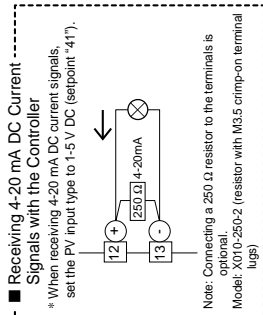 ■ Receiving 4-20 mA DC Current
Signals with the Controller
* When receiving 4-20 mA DC current signals,
set the PV input type to 1-5 V DC (setpoint “41”).
12
+
250 Ω
4-20mA
13
-
Note: Connecting a 250 Ω resistor to the terminals is
optional.
Model: X010-250-2 (resistor with M3.5 crimp-on terminal
lugs)